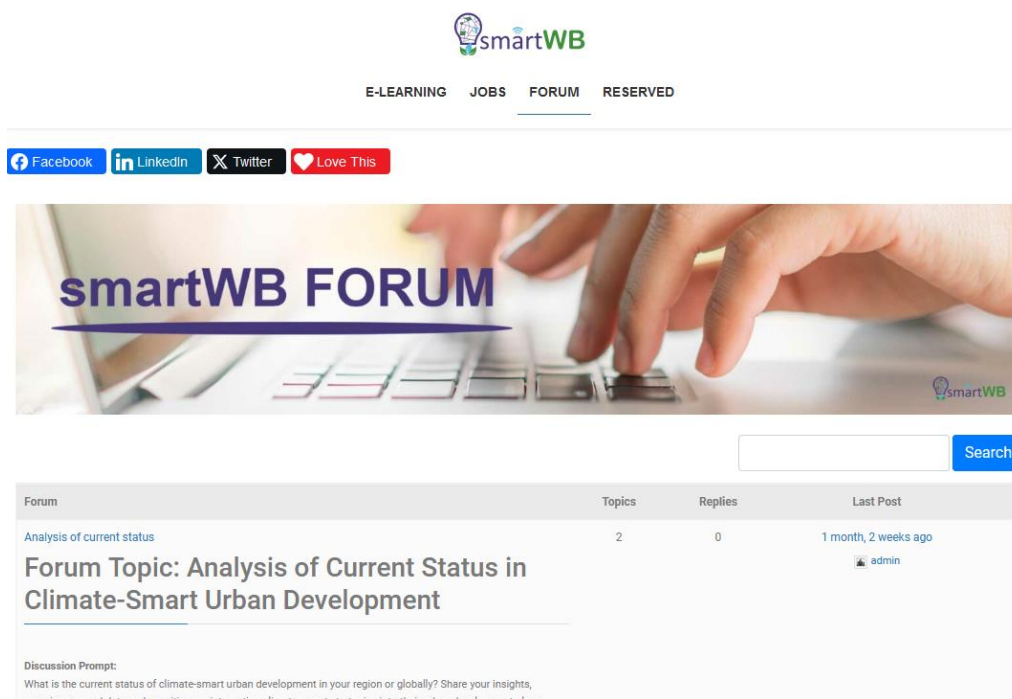 smartWB
E-LEARNING JOBS FORUM RESERVED
Facebook LinkedIn Twitter Love This
smartWB FORUM
smartWB
Search
Forum Topics Replies Last Post
Analysis of current status 2 0 1 month, 2 weeks ago
admin
Forum Topic: Analysis of Current Status in
Climate-Smart Urban Development
Discussion Prompt:
What is the current status of climate-smart urban development in your region or globally? Share your insights,